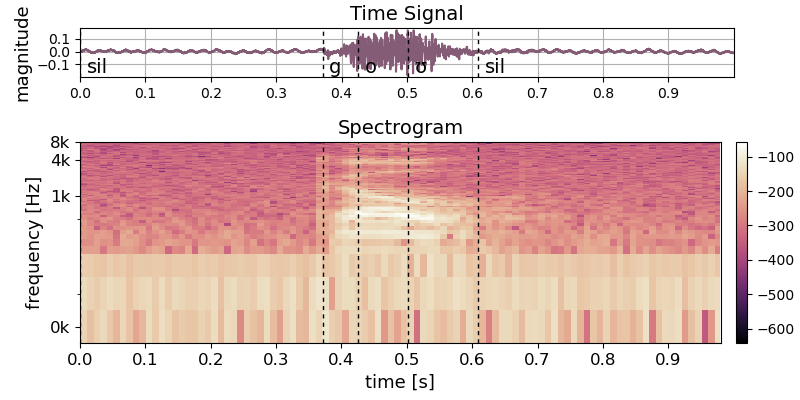 Time Signal
magnitude
0.1
0.0
−0.1
sil g o ʊ sil
0.0 0.1 0.2 0.3 0.4 0.5 0.6 0.7 0.8 0.9
Spectrogram
frequency [Hz]
8k
4k
1k
0k
0.0 0.1 0.2 0.3 0.4 0.5 0.6 0.7 0.8 0.9
time [s]
−100
−200
−300
−400
−500
−600